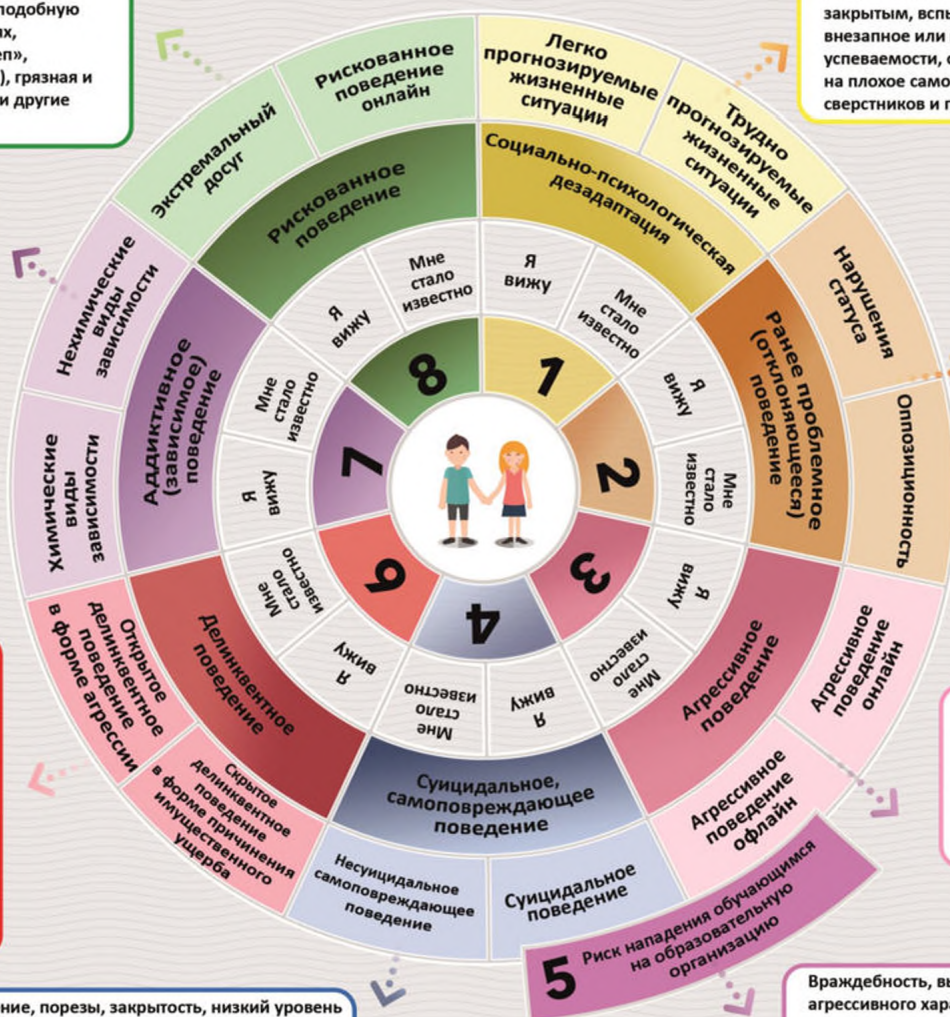 подобную
ях,
еп»,
), грязная и
и другие
закрытым, всп
внезапное или
успеваемости, с
на плохое само
сверстников и п
Легко
прогнозируемые
жизненные
ситуации
Трудно
прогнозируемые
жизненные
ситуации
Социально-психологическая
дезадаптация
Я
вижу
Мне
стало
известно
1
Нарушения
статуса
Оппозиционность
Ранее проблемное
(отклоняющееся)
поведение
Я
вижу
Мне
стало
известно
2
Агрессивное
поведение
онлайн
Агрессивное
поведение
офлайн
Агрессивное
поведение
Я
вижу
Мне
стало
известно
3
Суицидальное
поведение
Несуицидальное
самоповреждающее
поведение
Суицидальное,
самоповреждающее
поведение
Я
вижу
Мне
стало
известно
4
5
Риск нападения обучающимся
на образовательную
организацию
Скрытое
делинквентное
поведение
в форме причинения
имущественного
ущерба
Открытое
делинквентное
поведение
в форме агрессии
Делинквентное
поведение
Я
вижу
Мне
стало
известно
6
Химические
виды
зависимости
Нехимические
виды
зависимости
Аддиктивное
(зависимое)
поведение
Я
вижу
Мне
стало
известно
7
Экстремальный
досуг
Рискованное
поведение
онлайн
Рискованное
поведение
Я
вижу
Мне
стало
известно
8
ние, порезы, закрытость, низкий уровень
Враждебность, вы
агрессивного хара